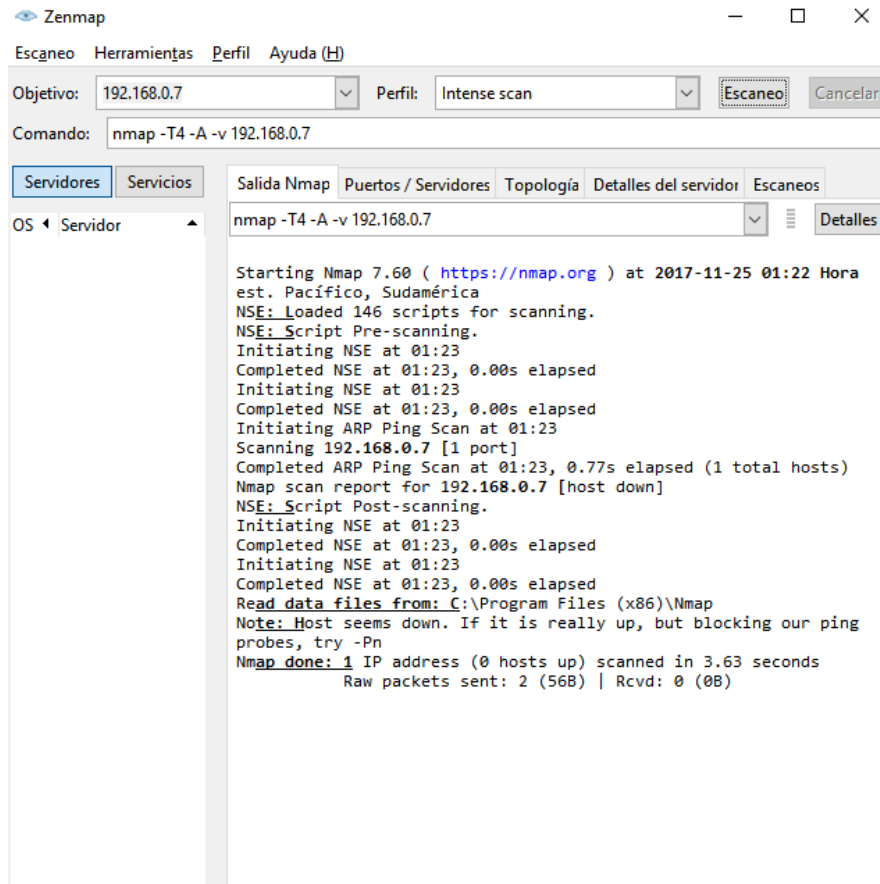 Zenmap
Escaneo Herramientas Perfil Ayuda (H)
Objetivo: 192.168.0.7 Perfil: Intense scan Escaneo Cancelar
Comando: nmap -T4 -A -v 192.168.0.7
Servidores Servicios Salida Nmap Puertos / Servidores Topología Detalles del servidor Escaneos
OS Servidor nmap -T4 -A -v 192.168.0.7 Detalles
Starting Nmap 7.60 ( https://nmap.org ) at 2017-11-25 01:22 Hora
est. Pacífico, Sudamérica
NSE: Loaded 146 scripts for scanning.
NSE: Script Pre-scanning.
Initiating NSE at 01:23
Completed NSE at 01:23, 0.00s elapsed
Initiating NSE at 01:23
Completed NSE at 01:23, 0.00s elapsed
Initiating ARP Ping Scan at 01:23
Scanning 192.168.0.7 [1 port]
Completed ARP Ping Scan at 01:23, 0.77s elapsed (1 total hosts)
Nmap scan report for 192.168.0.7 [host down]
NSE: Script Post-scanning.
Initiating NSE at 01:23
Completed NSE at 01:23, 0.00s elapsed
Initiating NSE at 01:23
Completed NSE at 01:23, 0.00s elapsed
Read data files from: C:\Program Files (x86)\Nmap
Note: Host seems down. If it is really up, but blocking our ping
probes, try -Pn
Nmap done: 1 IP address (0 hosts up) scanned in 3.63 seconds
Raw packets sent: 2 (56B) | Rcvd: 0 (0B)